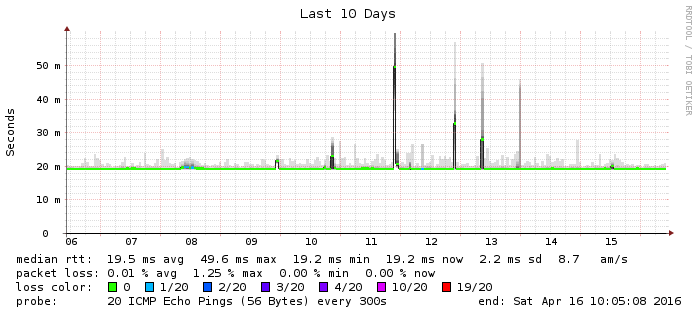 Last 10 Days
RRDTOOL / TOBI OETIKER
Seconds
50 m
40 m
30 m
20 m
10 m
0
06 07 08 09 10 11 12 13 14 15
median rtt: 19.5 ms avg 49.6 ms max 19.2 ms min 19.2 ms now 2.2 ms sd 8.7 am/s
packet loss: 0.01 % avg 1.25 % max 0.00 % min 0.00 % now
loss color: 0 1/20 2/20 3/20 4/20 10/20 19/20
probe: 20 ICMP Echo Pings (56 Bytes) every 300s end: Sat Apr 16 10:05:08 2016